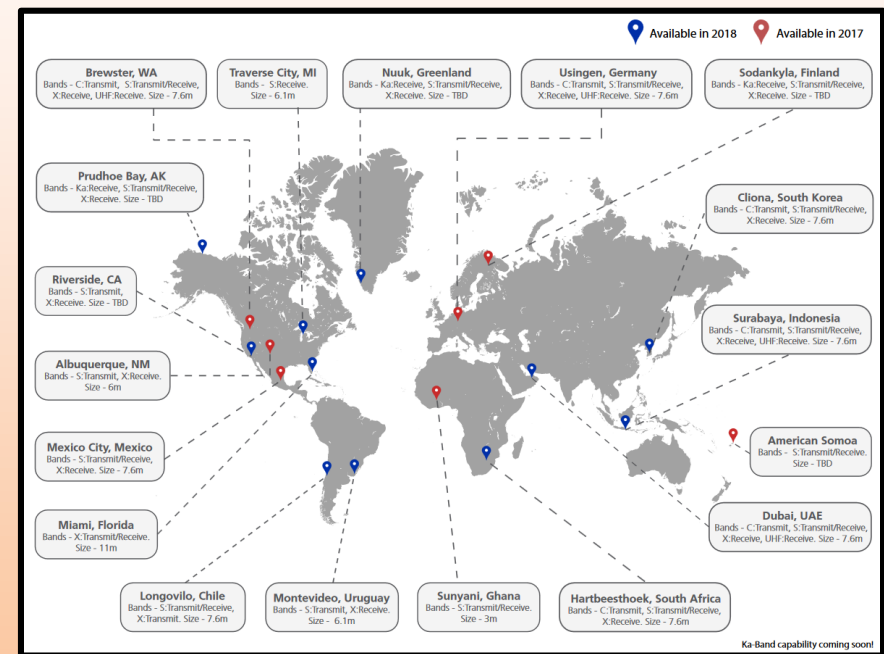 Available in 2018
Available in 2017
Brewster, WA
Bands - C:Transmit, S:Transmit/Receive,
X:Receive, UHF:Receive. Size - 7.6m
Traverse City, MI
Bands - S:Receive.
Size - 6.1m
Nuuk, Greenland
Bands - Ka:Receive, S:Transmit/Receive,
X:Receive. Size - TBD
Usingen, Germany
Bands - C:Transmit, S:Transmit/Receive,
X:Receive, UHF:Receive. Size - 7.6m
Sodankyla, Finland
Bands - Ka:Receive, S:Transmit/Receive,
X:Receive. Size - TBD
Prudhoe Bay, AK
Bands - Ka:Receive, S:Transmit/Receive,
X:Receive. Size - TBD
Cliona, South Korea
Bands - C:Transmit, S:Transmit/Receive,
X:Receive. Size - 7.6m
Riverside, CA
Bands - S:Transmit,
X:Receive. Size - TBD
Surabaya, Indonesia
Bands - C:Transmit, S:Transmit/Receive,
X:Receive, UHF:Receive. Size - 7.6m
Albuquerque, NM
Bands - S:Transmit, X:Receive.
Size - 6m
Mexico City, Mexico
Bands - S:Transmit/Receive,
X:Receive. Size - 7.6m
American Somoa
Bands - S:Transmit/Receive.
Size - TBD
Miami, Florida
Bands - X:Transmit/Receive.
Size - 11m
Dubai, UAE
Bands - C:Transmit, S:Transmit/Receive,
X:Receive, UHF:Receive. Size - 7.6m
Longovilo, Chile
Bands - S:Transmit/Receive,
X:Transmit. Size - 7.6m
Montevideo, Uruguay
Bands - S:Transmit, X:Receive.
Size - 6.1m
Sunyani, Ghana
Bands - S:Transmit/Receive.
Size - 3m
Hartbeesthoek, South Africa
Bands - C:Transmit, S:Transmit/Receive,
X:Receive. Size - 7.6m
Ka-Band capability coming soon!